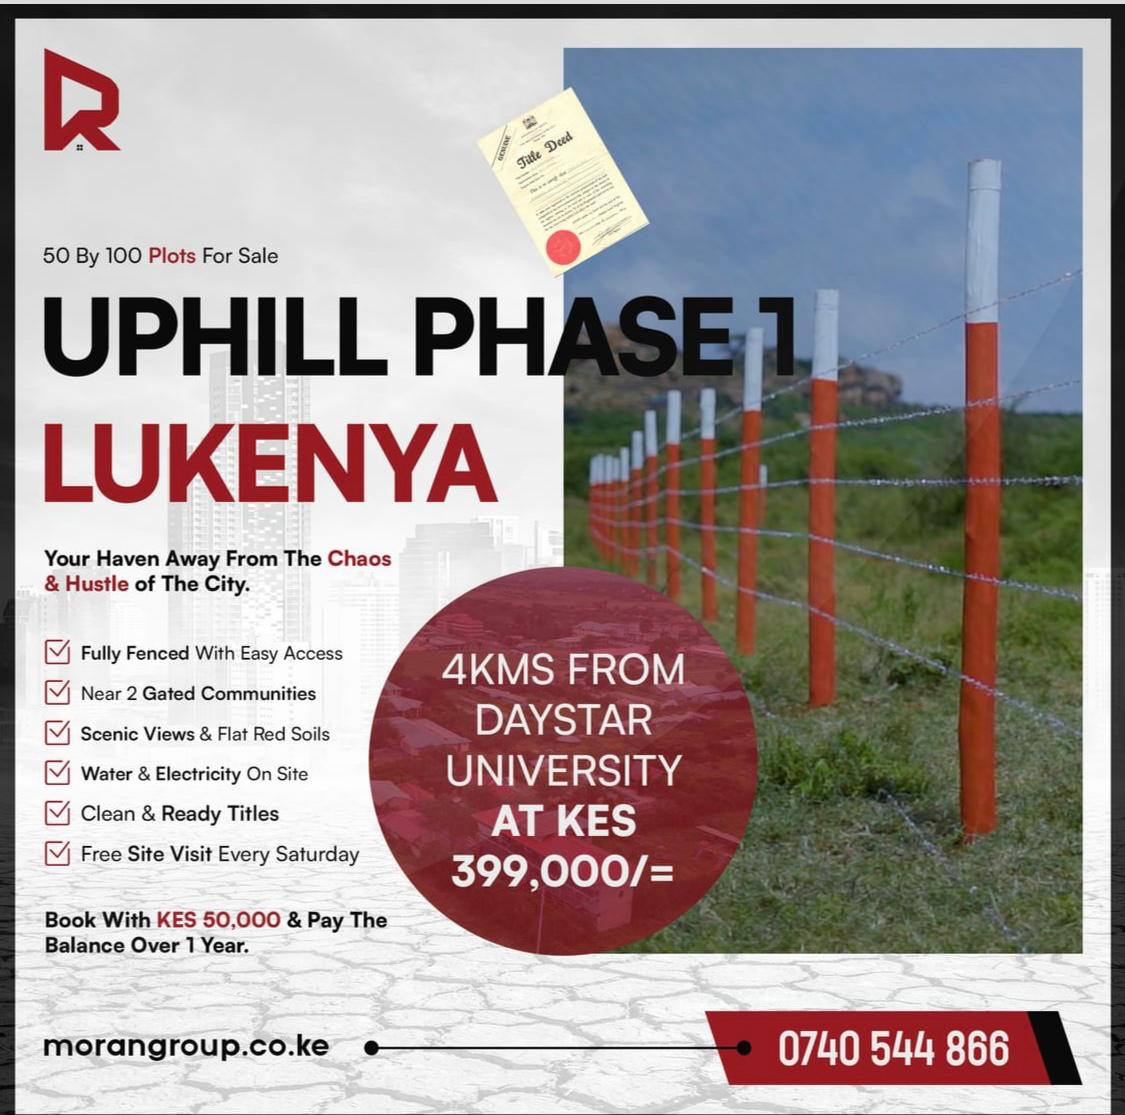 GENUINE
Title Deed
50 By 100 Plots For Sale
UPHILL PHASE 1
LUKENYA
Your Haven Away From The Chaos
& Hustle of The City.
Fully Fenced With Easy Access
Near 2 Gated Communities
Scenic Views & Flat Red Soils
Water & Electricity On Site
Clean & Ready Titles
Free Site Visit Every Saturday
4KMS FROM
DAYSTAR
UNIVERSITY
AT KES
399,000/=
Book With KES 50,000 & Pay The
Balance Over 1 Year.
morangroup.co.ke
0740 544 866